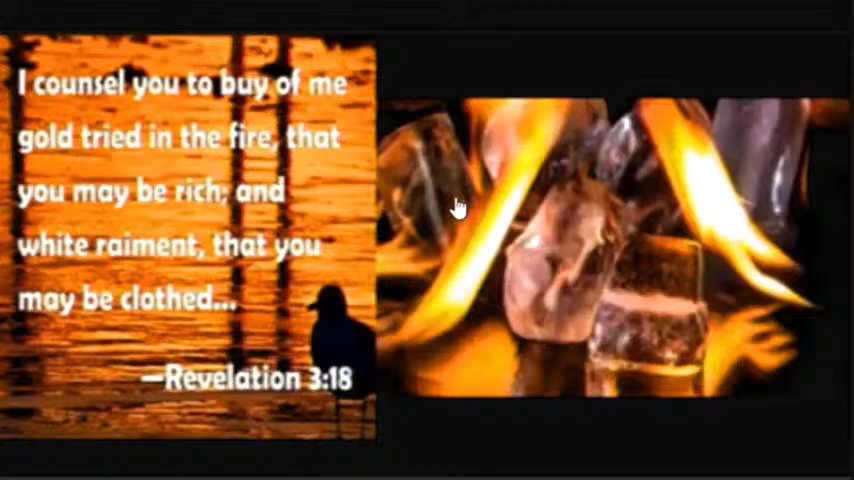 I counsel you to buy of me
gold tried in the fire, that
you may be rich; and
white raiment, that you
may be clothed...
—Revelation 3:18